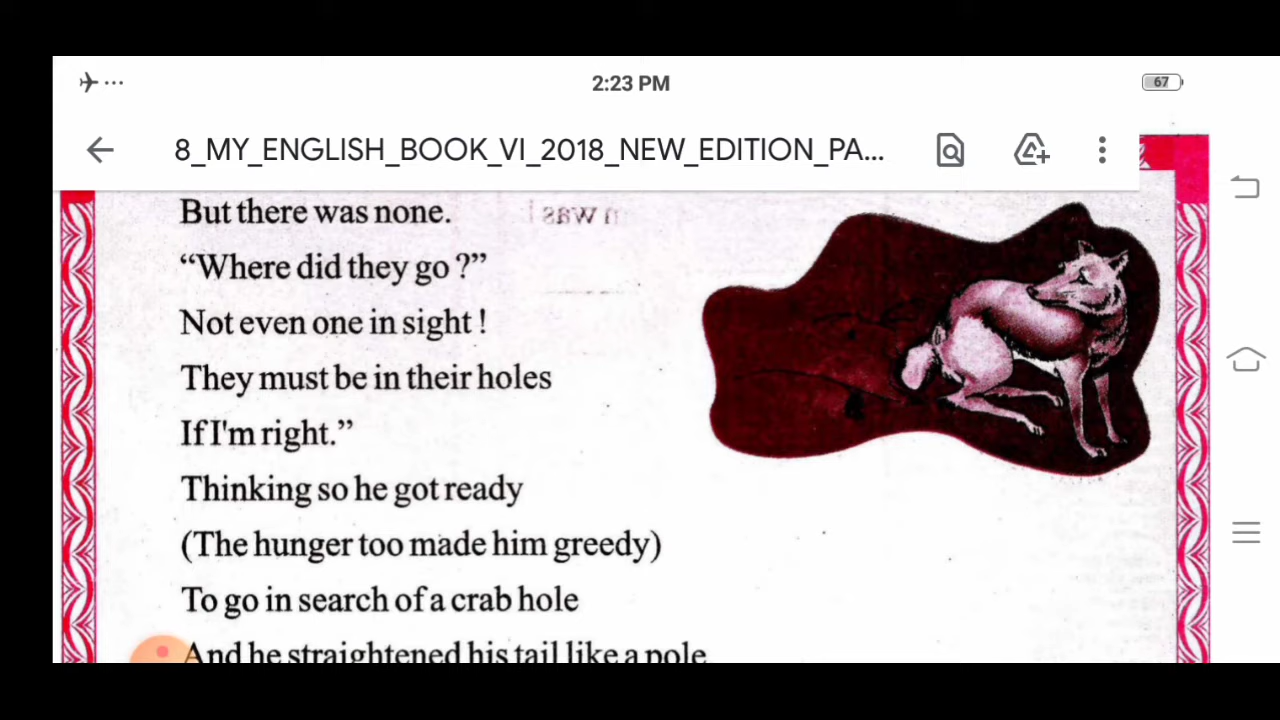 2:23 PM
67
8_MY_ENGLISH_BOOK_VI_2018_NEW_EDITION_PA...
But there was none.
“Where did they go ?”
Not even one in sight !
They must be in their holes
If I'm right.”
Thinking so he got ready
(The hunger too made him greedy)
To go in search of a crab hole
And he straightened his tail like a pole